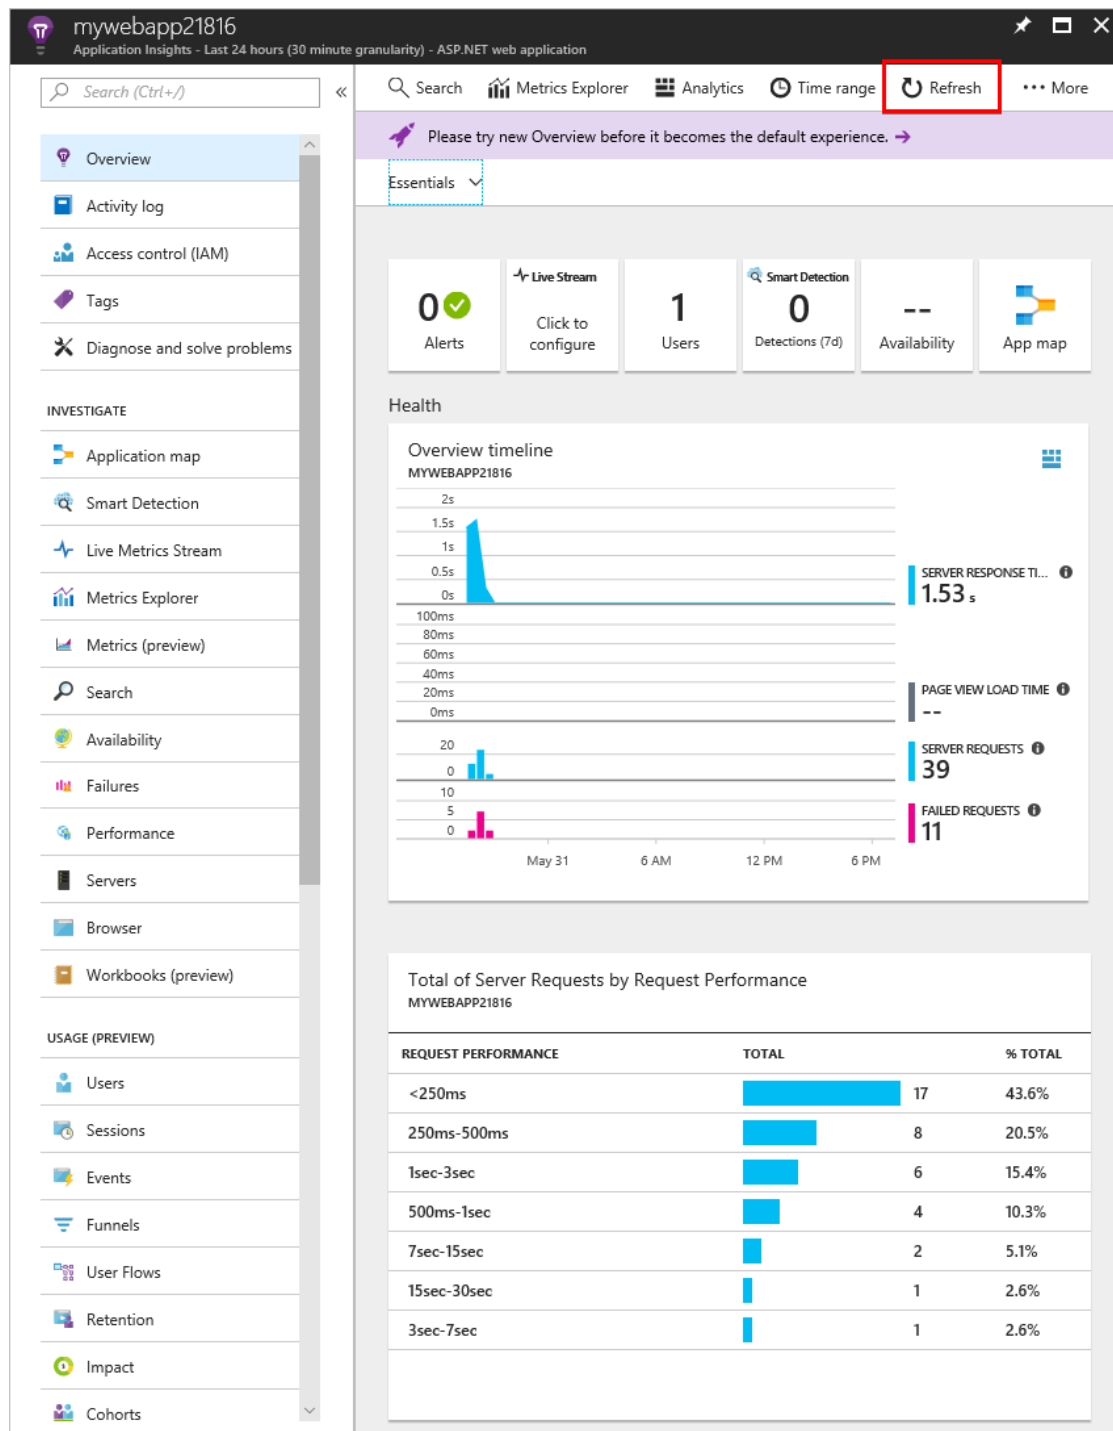 mywebapp21816
Application Insights - Last 24 hours (30 minute granularity) - ASP.NET web application
Search (Ctrl+/)
«
Overview
Activity log
Access control (IAM)
Tags
Diagnose and solve problems
INVESTIGATE
Application map
Smart Detection
Live Metrics Stream
Metrics Explorer
Metrics (preview)
Search
Availability
Failures
Performance
Servers
Browser
Workbooks (preview)
USAGE (PREVIEW)
Users
Sessions
Events
Funnels
User Flows
Retention
Impact
Cohorts
Search Metrics Explorer Analytics Time range Refresh ··· More
Please try new Overview before it becomes the default experience. →
Essentials
0
Alerts
Live Stream
Click to
configure
1
Users
Smart Detection
0
Detections (7d)
--
Availability
App map
Health
Overview timeline
MYWEBAPP21816
2s
1.5s
1s
0.5s
0s
100ms
80ms
60ms
40ms
20ms
0ms
20
0
10
5
0
May 31 6 AM 12 PM 6 PM
SERVER RESPONSE TI...
1.53 s
PAGE VIEW LOAD TIME
--
SERVER REQUESTS
39
FAILED REQUESTS
11
Total of Server Requests by Request Performance
MYWEBAPP21816
REQUEST PERFORMANCE TOTAL % TOTAL
<250ms 17 43.6%
250ms-500ms 8 20.5%
1sec-3sec 6 15.4%
500ms-1sec 4 10.3%
7sec-15sec 2 5.1%
15sec-30sec 1 2.6%
3sec-7sec 1 2.6%